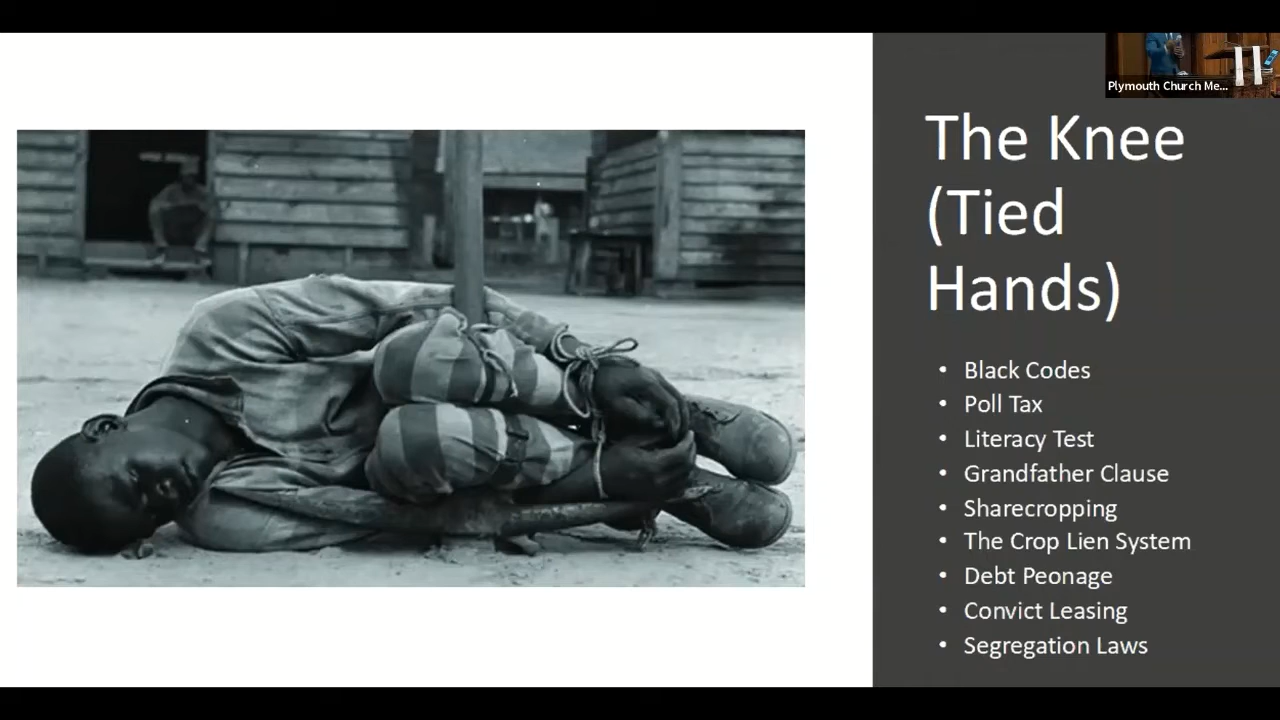 Plymouth Church Me...
The Knee
(Tied
Hands)
• Black Codes
• Poll Tax
• Literacy Test
• Grandfather Clause
• Sharecropping
• The Crop Lien System
• Debt Peonage
• Convict Leasing
• Segregation Laws